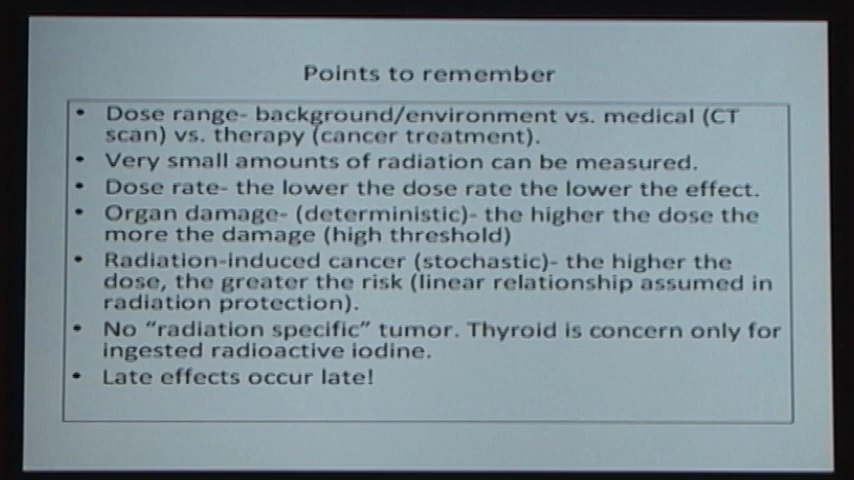 Points to remember
• Dose range- background/environment vs. medical (CT
scan) vs. therapy (cancer treatment).
• Very small amounts of radiation can be measured.
• Dose rate- the lower the dose rate the lower the effect.
• Organ damage- (deterministic)- the higher the dose the
more the damage (high threshold)
• Radiation-induced cancer (stochastic)- the higher the
dose, the greater the risk (linear relationship assumed in
radiation protection).
• No “radiation specific” tumor. Thyroid is concern only for
ingested radioactive iodine.
• Late effects occur late!